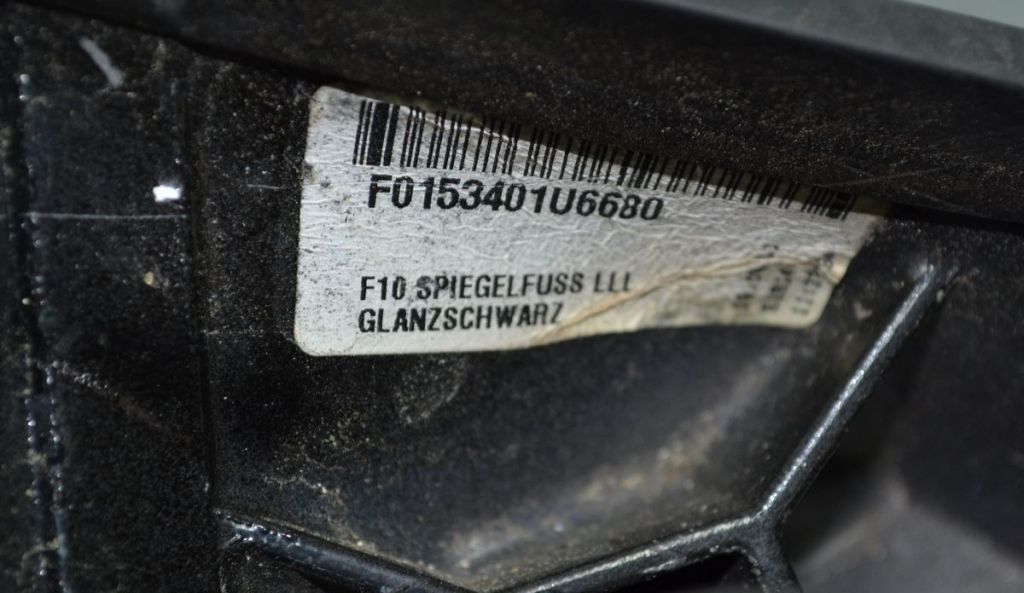 F0153401U6680
F10 SPIEGELFUSS LLL
GLANZSCHWARZ